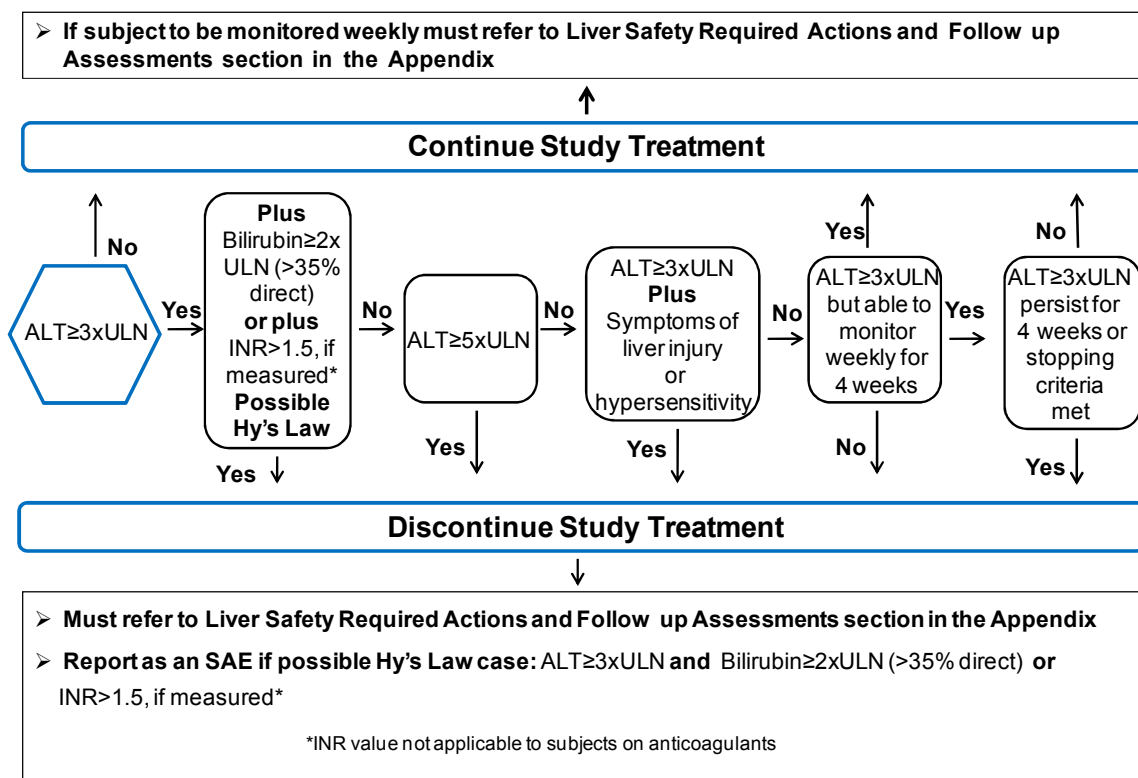 ➢ If subject to be monitored weekly must refer to Liver Safety Required Actions and Follow up
Assessments section in the Appendix
Continue Study Treatment
No
ALT≥3xULN
Yes
Plus
Bilirubin≥2x
ULN (>35%
direct)
or plus
INR>1.5, if
measured*
Possible
Hy's Law
Yes
No
ALT≥5xULN
Yes
No
ALT≥3xULN
Plus
Symptoms of
liver injury
or
hypersensitivity
Yes
No
Yes
ALT≥3xULN
but able to
monitor
weekly for
4 weeks
No
Yes
No
ALT≥3xULN
persist for
4 weeks or
stopping
criteria
met
Yes
Discontinue Study Treatment
➢ Must refer to Liver Safety Required Actions and Follow up Assessments section in the Appendix
➢ Report as an SAE if possible Hy's Law case: ALT≥3xULN and Bilirubin≥2xULN (>35% direct) or
INR>1.5, if measured*
*INR value not applicable to subjects on anticoagulants